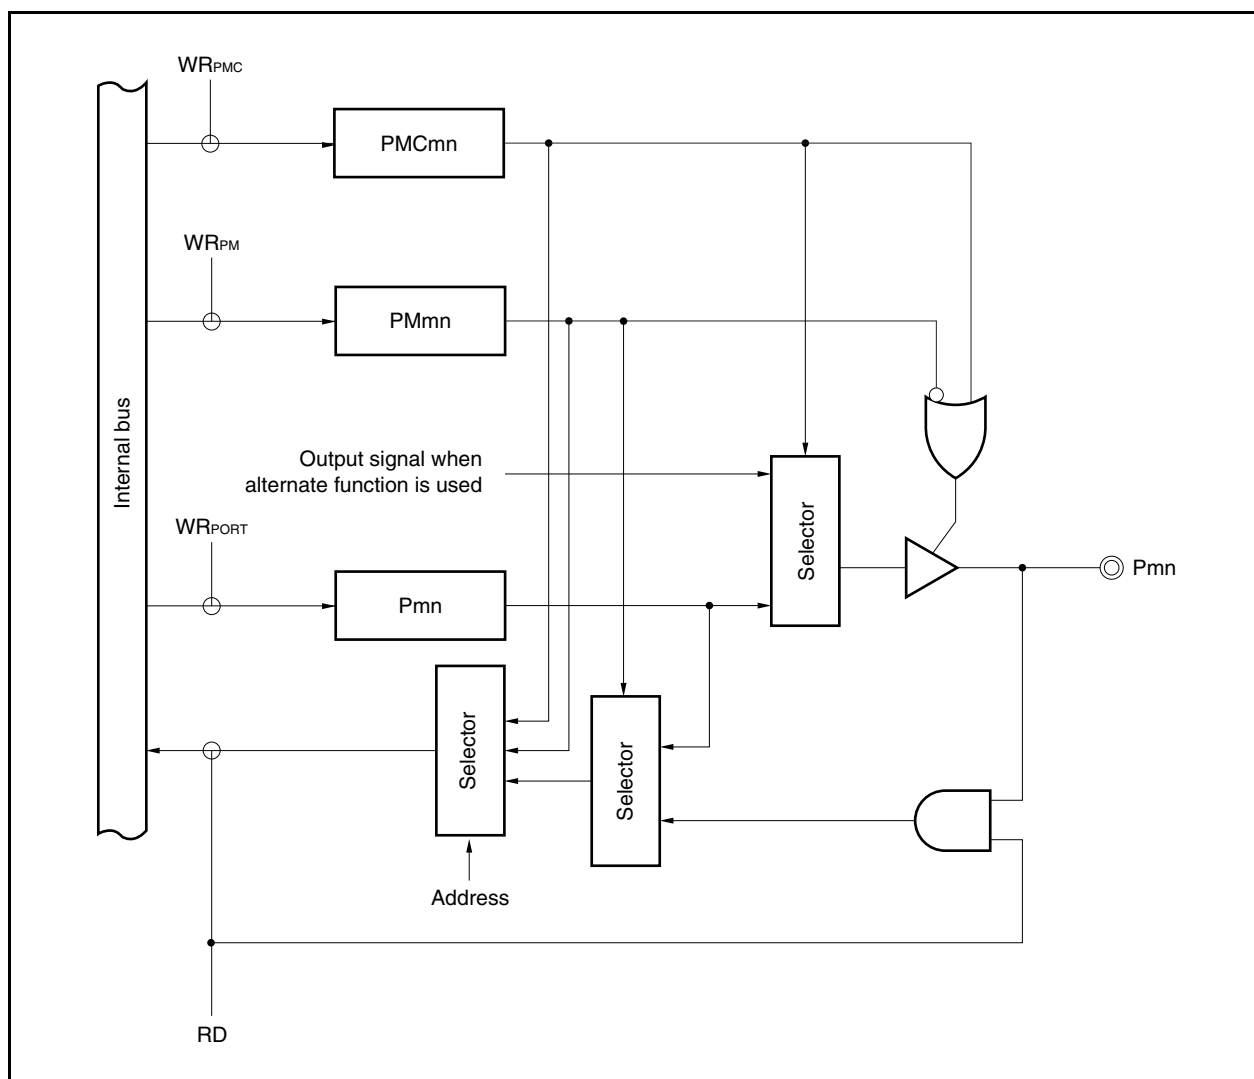 WRPMC
PMCmn
WRPM
PMmn
Internal bus
Output signal when
alternate function is used
Selector
WRPORT
Pmn
Pmn
Selector
Selector
Address
RD